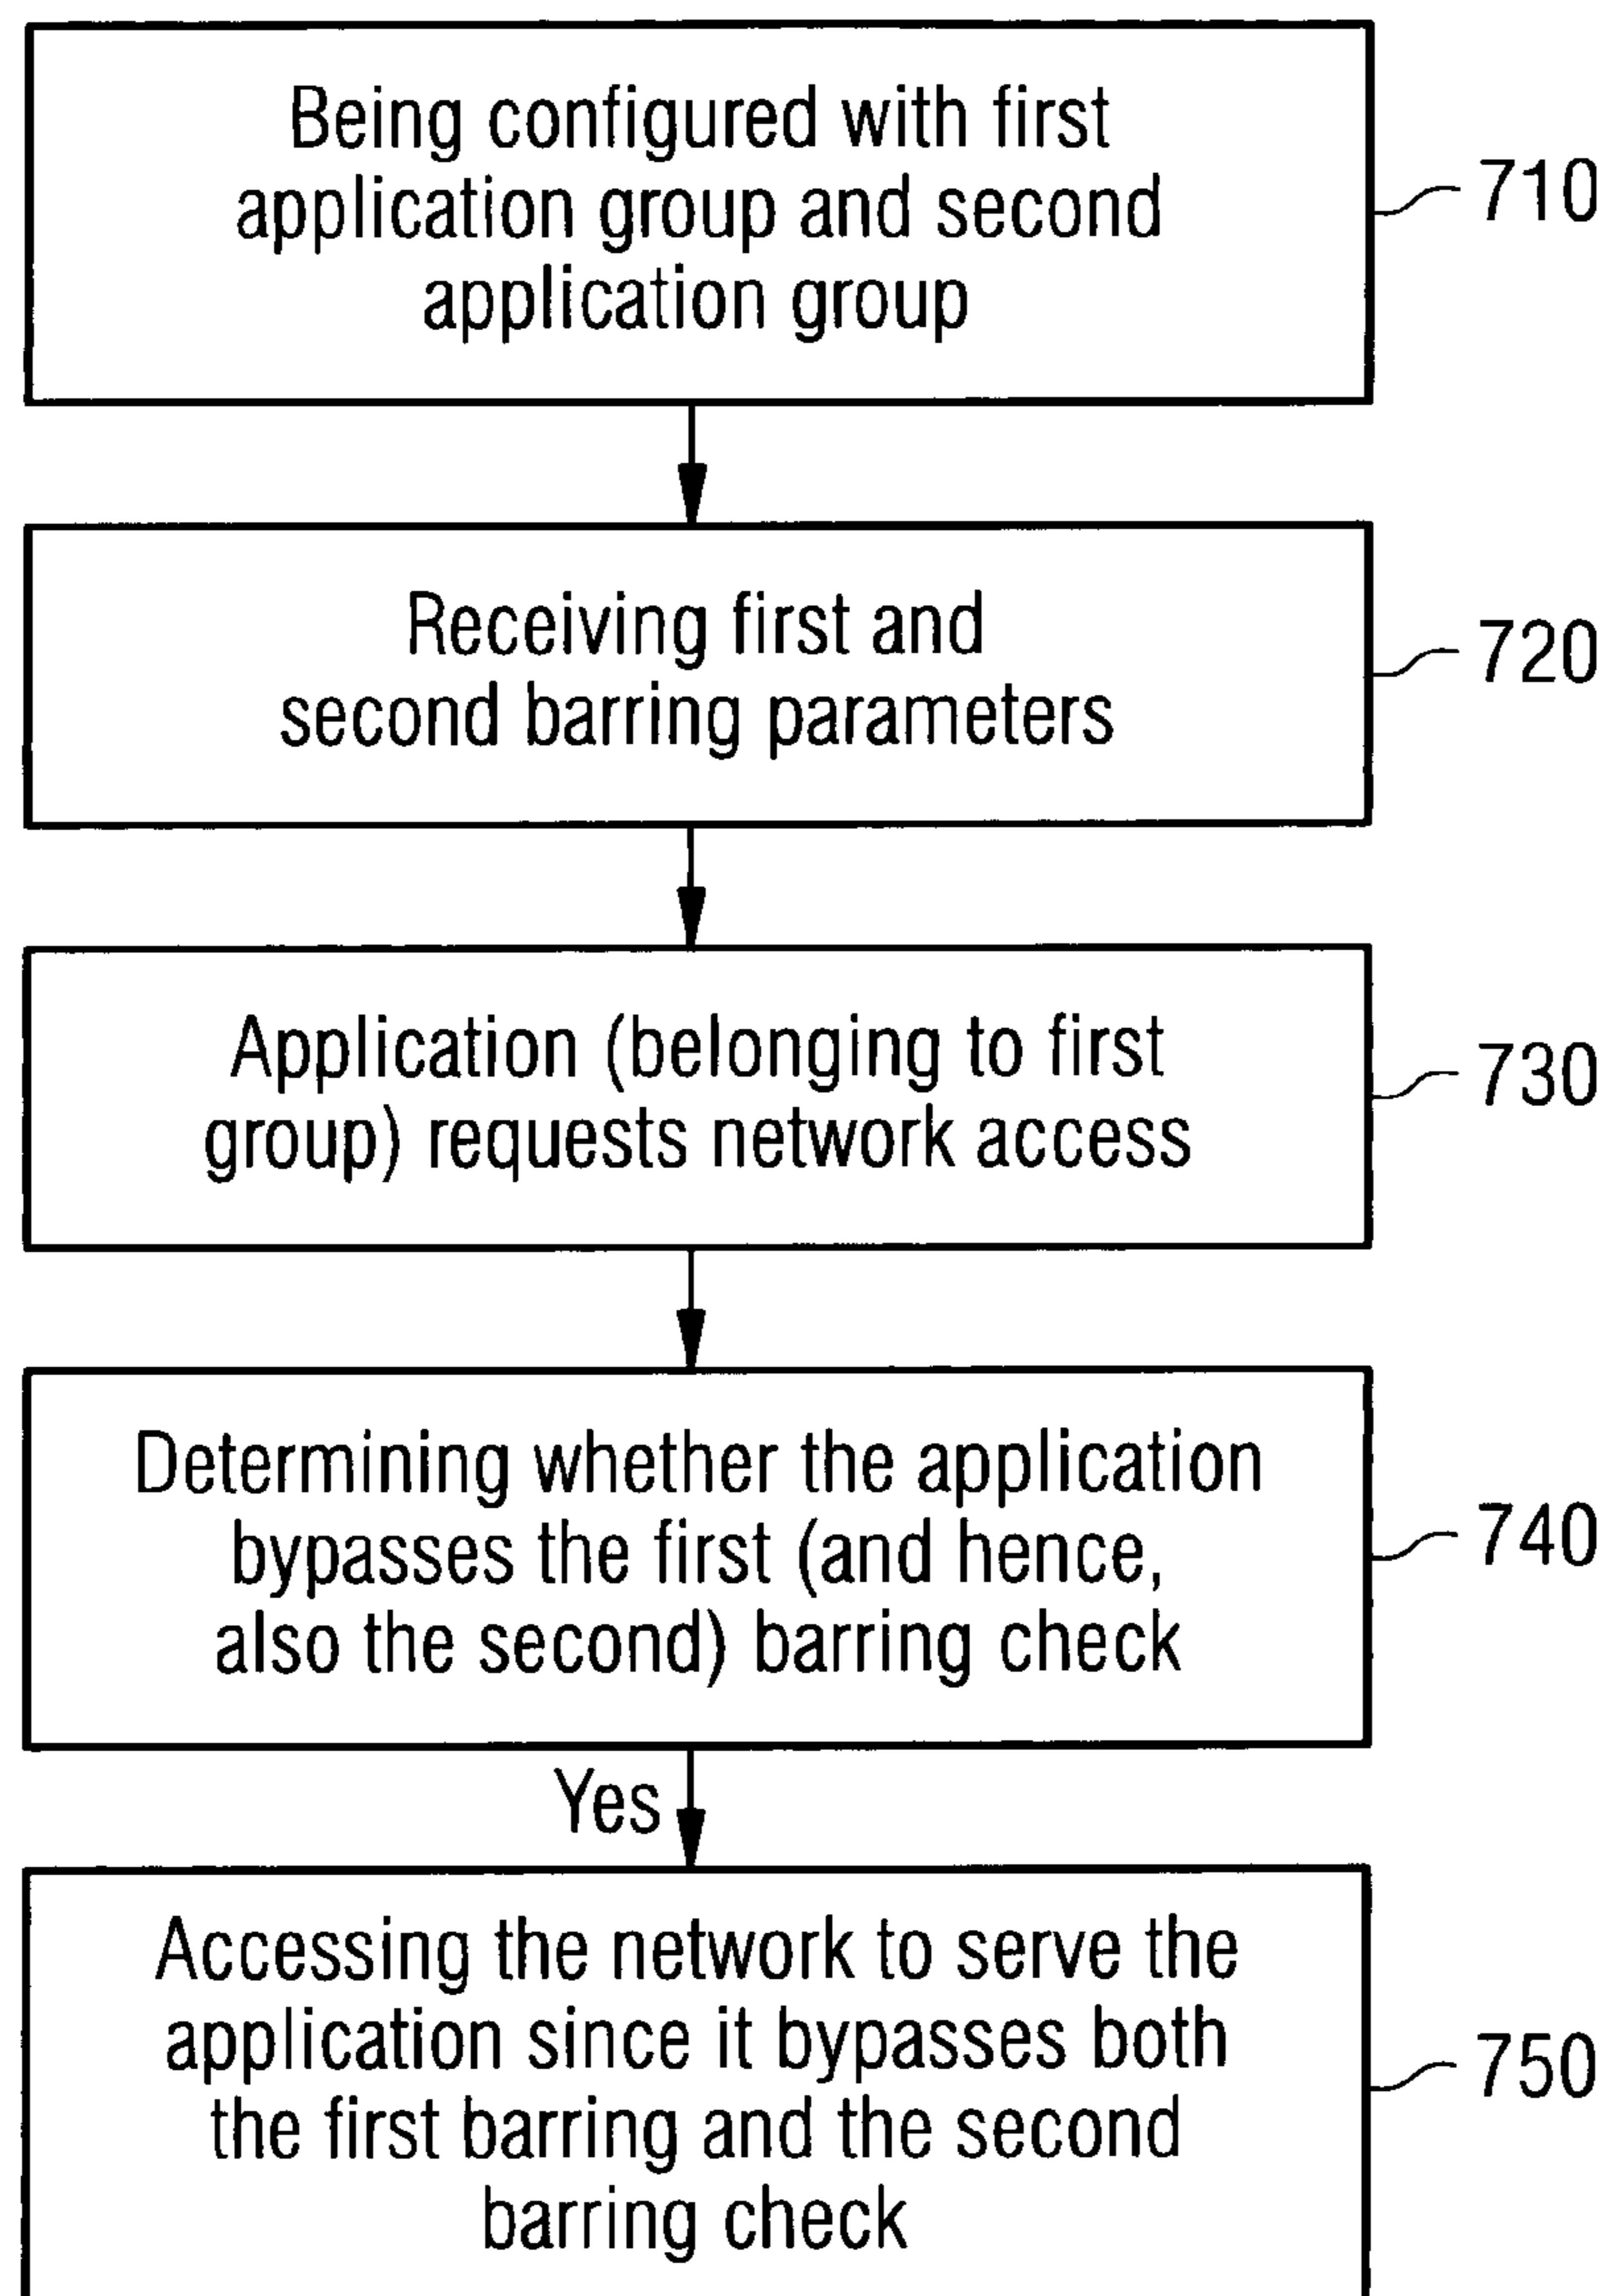 Being configured with first
application group and second
application group
710
Receiving first and
second barring parameters
720
Application (belonging to first
group) requests network access
730
Determining whether the application
bypasses the first (and hence,
also the second) barring check
740
Yes
Accessing the network to serve the
application since it bypasses both
the first barring and the second
barring check
750